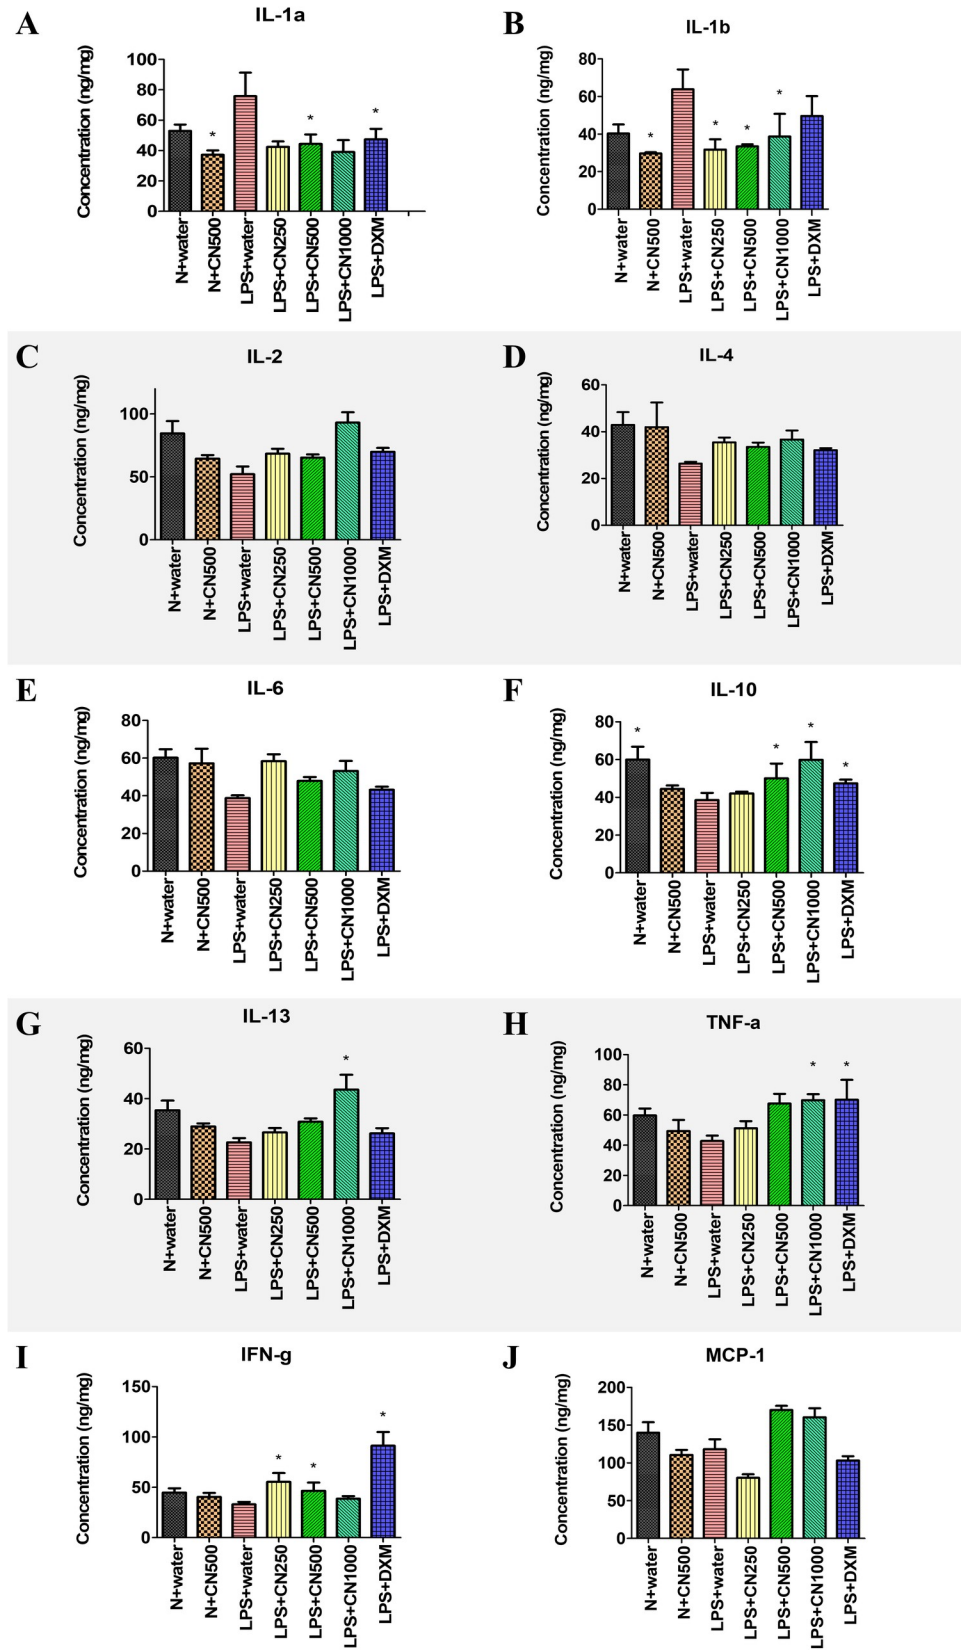 A
IL-1a
Concentration (ng/mg)
100
80
60
40
20
0
*
*
*
N+water
N+CN500
LPS+water
LPS+CN250
LPS+CN500
LPS+CN1000
LPS+DXM
B
IL-1b
Concentration (ng/mg)
80
60
40
20
0
*
*
*
*
N+water
N+CN500
LPS+water
LPS+CN250
LPS+CN500
LPS+CN1000
LPS+DXM
C
IL-2
Concentration (ng/mg)
100
50
0
N+water
N+CN500
LPS+water
LPS+CN250
LPS+CN500
LPS+CN1000
LPS+DXM
D
IL-4
Concentration (ng/mg)
60
40
20
0
N+water
N+CN500
LPS+water
LPS+CN250
LPS+CN500
LPS+CN1000
LPS+DXM
E
IL-6
Concentration (ng/mg)
80
60
40
20
0
N+water
N+CN500
LPS+water
LPS+CN250
LPS+CN500
LPS+CN1000
LPS+DXM
F
IL-10
Concentration (ng/mg)
80
60
40
20
0
*
*
*
*
N+water
N+CN500
LPS+water
LPS+CN250
LPS+CN500
LPS+CN1000
LPS+DXM
G
IL-13
Concentration (ng/mg)
60
40
20
0
*
N+water
N+CN500
LPS+water
LPS+CN250
LPS+CN500
LPS+CN1000
LPS+DXM
H
TNF-a
Concentration (ng/mg)
100
80
60
40
20
0
*
*
N+water
N+CN500
LPS+water
LPS+CN250
LPS+CN500
LPS+CN1000
LPS+DXM
I
IFN-g
Concentration (ng/mg)
150
100
50
0
*
*
*
N+water
N+CN500
LPS+water
LPS+CN250
LPS+CN500
LPS+CN1000
LPS+DXM
J
MCP-1
Concentration (ng/mg)
200
150
100
50
0
N+water
N+CN500
LPS+water
LPS+CN250
LPS+CN500
LPS+CN1000
LPS+DXM